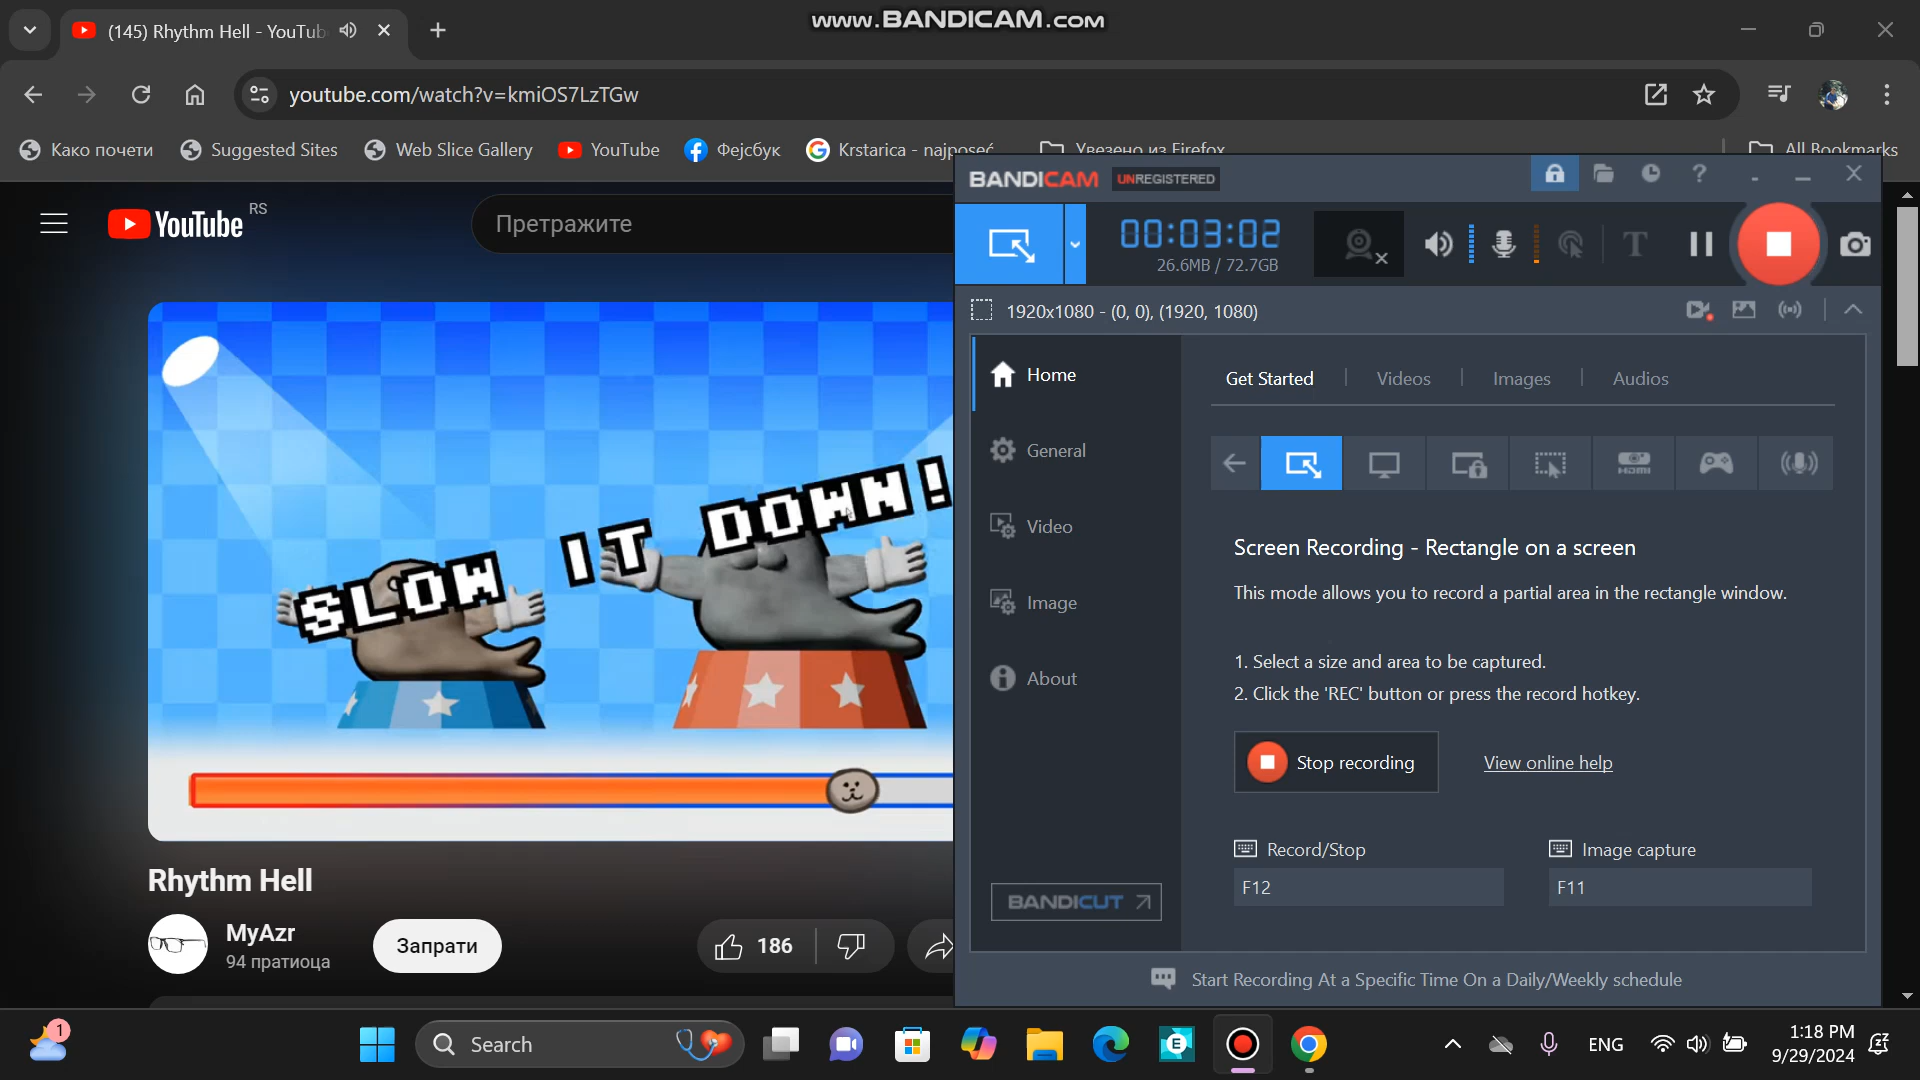 (145) Rhythm Hell - YouTub
www.BANDICAM.com
youtube.com/watch?v=kmiOS7LzTGw
Како почети
Suggested Sites
Web Slice Gallery
YouTube
Фејсбук
Krstarica - najposeć
Увезено из Firefox
All Bookmarks
YouTube RS
Претражите
BANDICAM UNREGISTERED
00:03:02
26.6MB / 72.7GB
1920x1080 - (0, 0), (1920, 1080)
Home
General
Video
Image
About
BANDICUT
Get Started
Videos
Images
Audios
HDMI
Screen Recording - Rectangle on a screen
This mode allows you to record a partial area in the rectangle window.
1. Select a size and area to be captured.
2. Click the 'REC' button or press the record hotkey.
Stop recording
View online help
Record/Stop
F12
Image capture
F11
Start Recording At a Specific Time On a Daily/Weekly schedule
SLOW IT DOWN!
Rhythm Hell
MyAzr
94 пратиоца
Запрати
186
1
Search
ENG
1:18 PM
9/29/2024